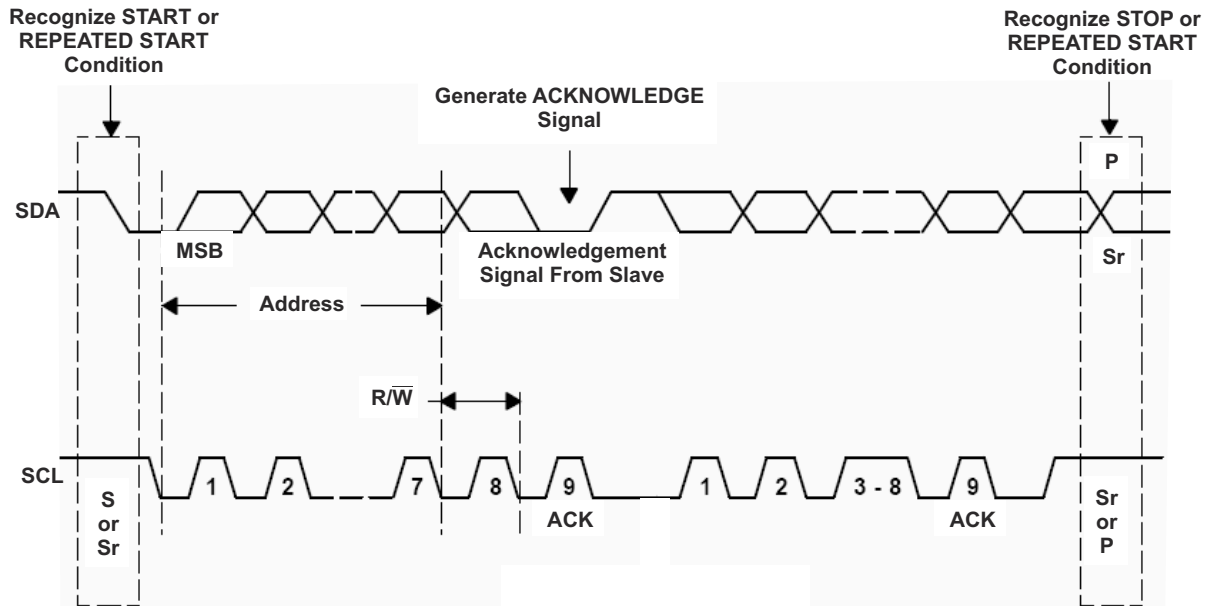 Recognize START or
REPEATED START
Condition
Recognize STOP or
REPEATED START
Condition
Generate ACKNOWLEDGE
Signal
P
SDA
MSB
Acknowledgement
Signal From Slave
Sr
Address
R/W̅
SCL
1
2
7
8
9
1
2
3 - 8
9
S
or
Sr
ACK
ACK
Sr
or
P